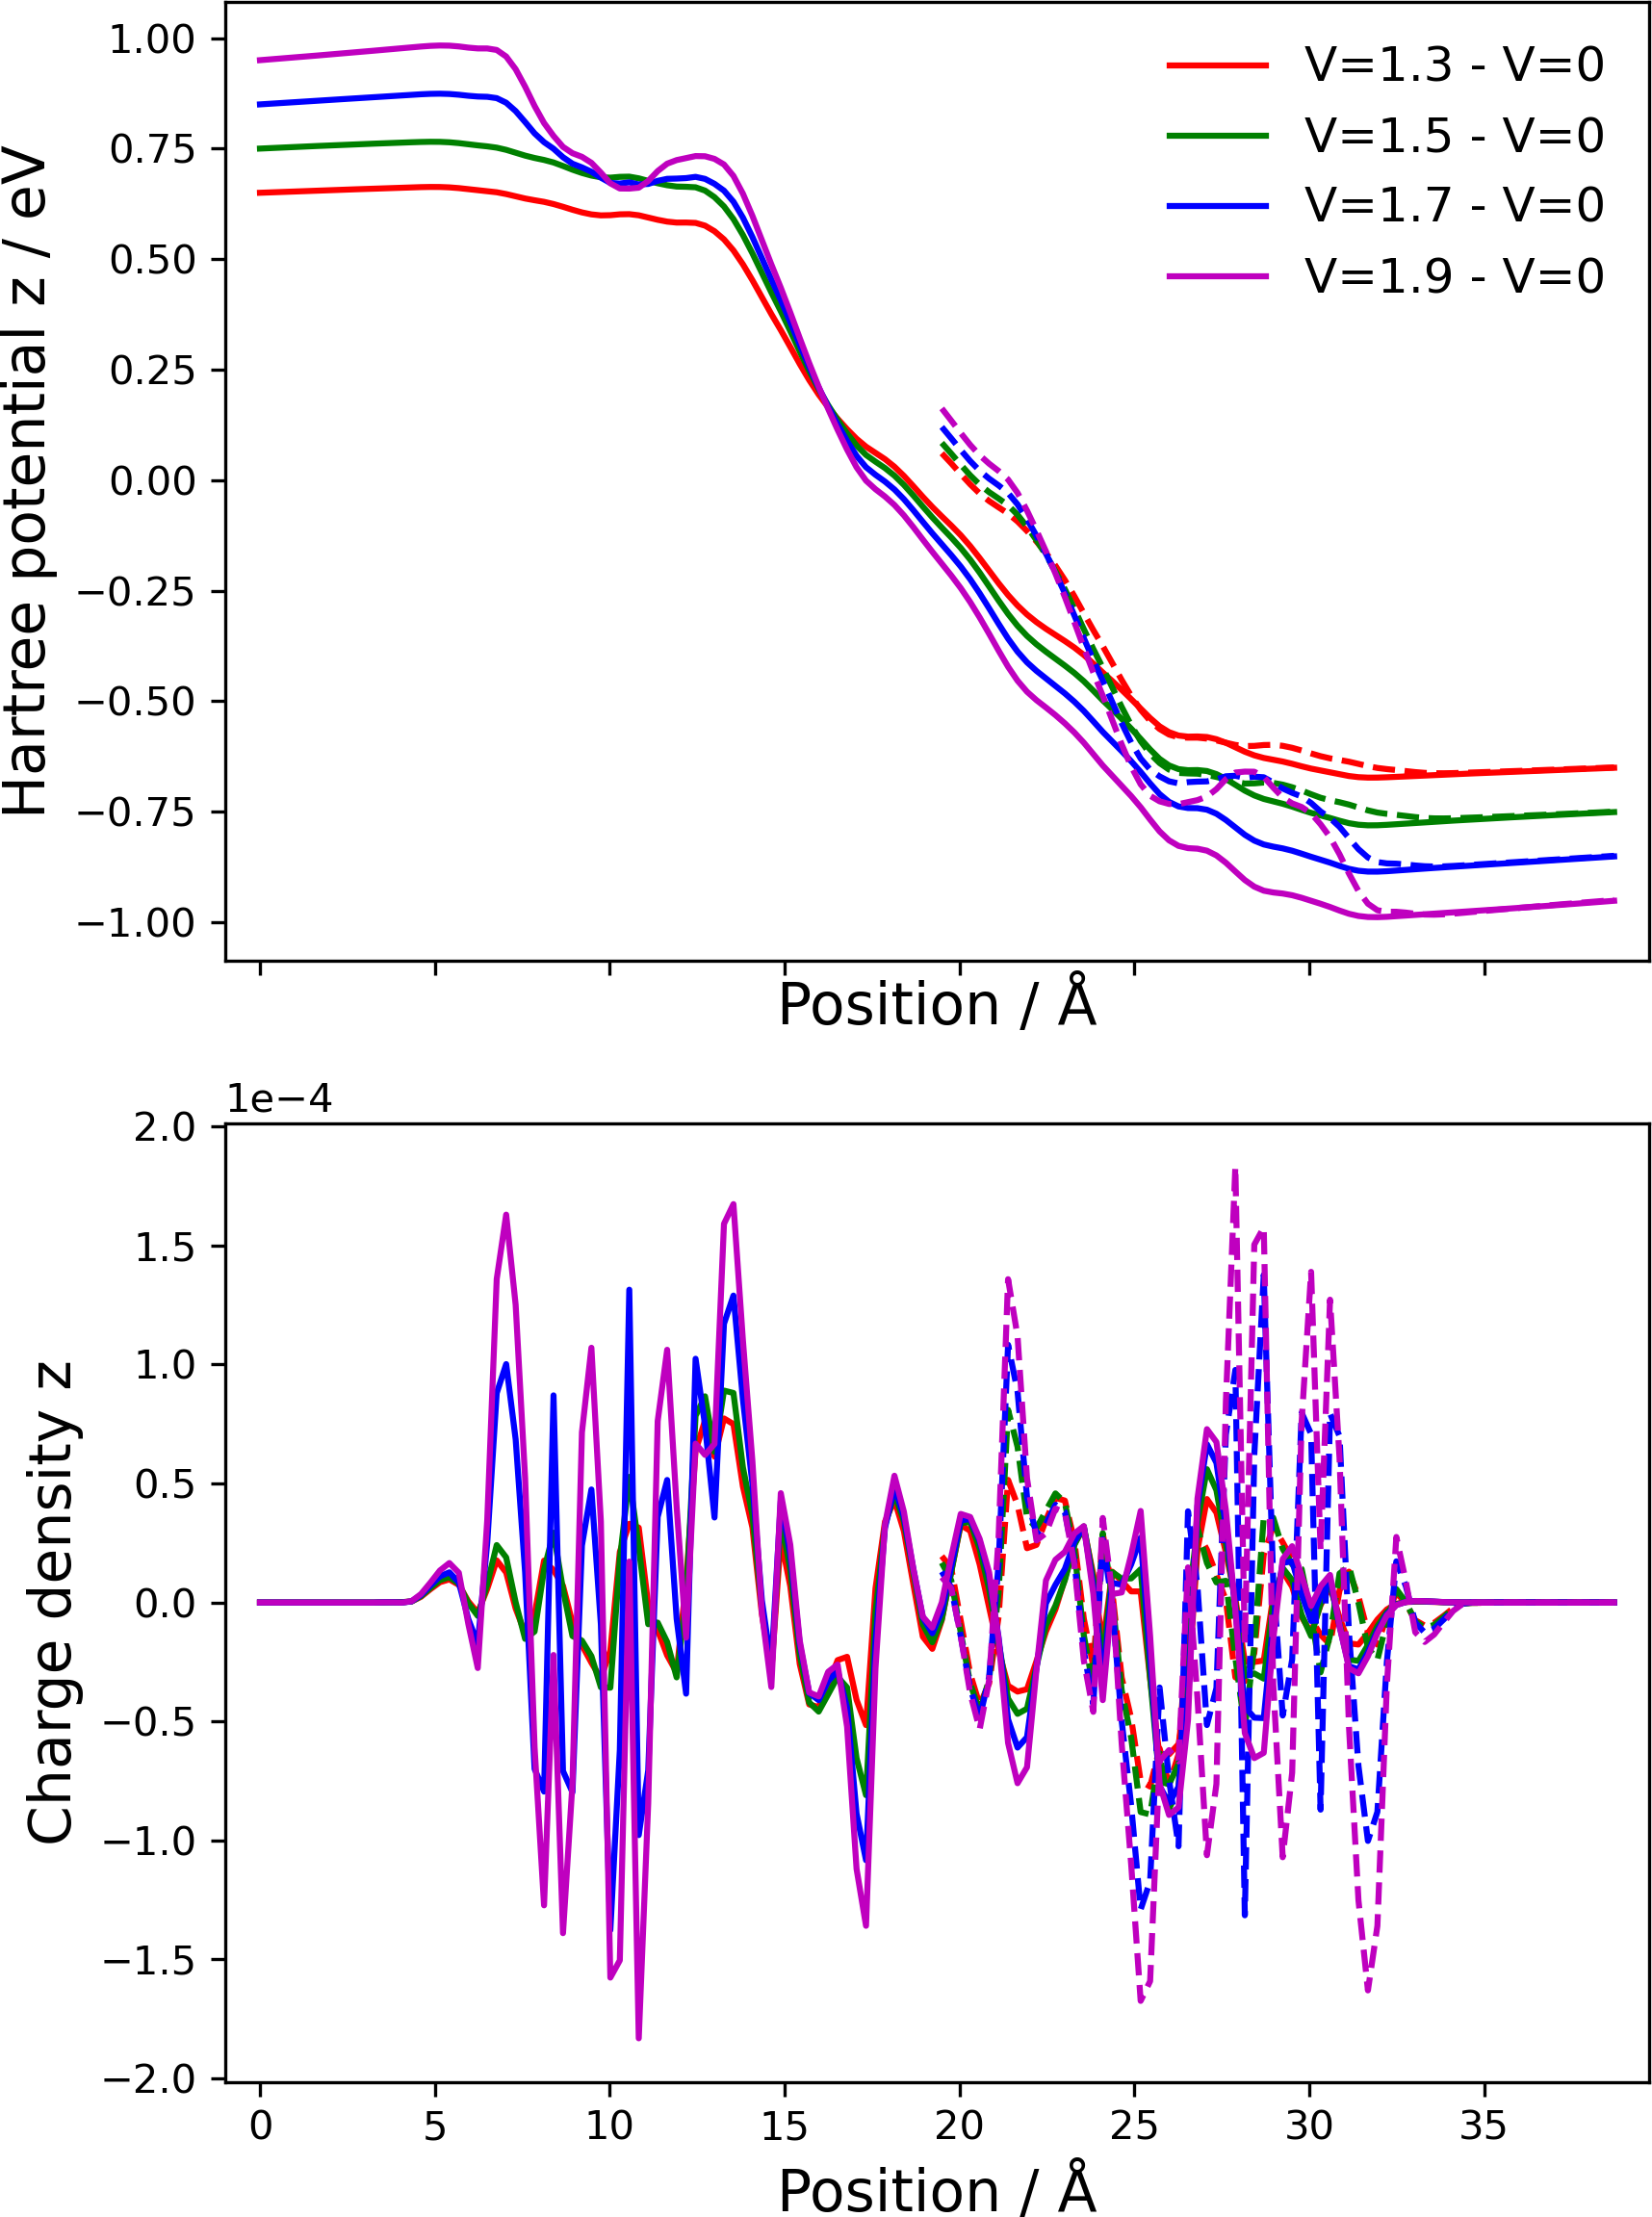 Hartree potential z / eV
1.00
0.75
0.50
0.25
0.00
−0.25
−0.50
−0.75
−1.00
V=1.3 - V=0
V=1.5 - V=0
V=1.7 - V=0
V=1.9 - V=0
Position / Å
1e−4
Charge density z
2.0
1.5
1.0
0.5
0.0
−0.5
−1.0
−1.5
−2.0
0 5 10 15 20 25 30 35
Position / Å